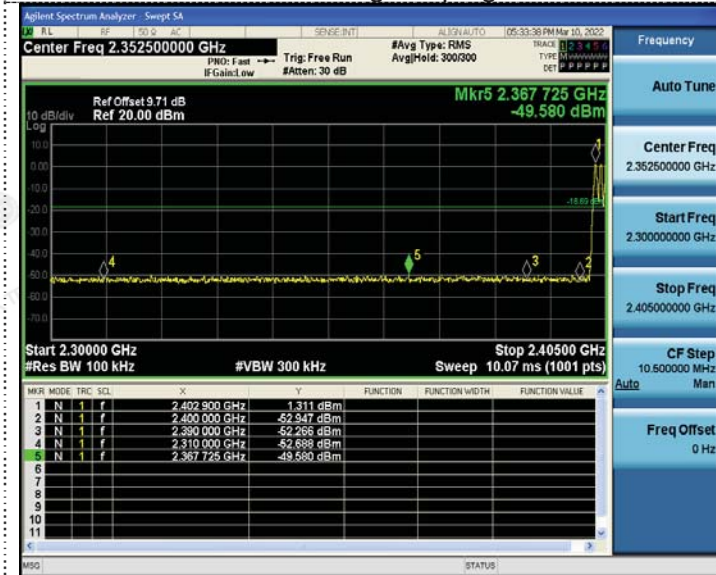 Agilent Spectrum Analyzer - Swept SA
RL RF 50 Ω AC SENSE:INT ALIGN AUTO 05:33:38 PM Mar 10, 2022
Center Freq 2.352500000 GHz
PNO: Fast
IFGain:Low
Trig: Free Run
#Atten: 30 dB
#Avg Type: RMS
Avg|Hold: 300/300
TRACE 1 2 3 4 5 6
TYPE
DET P P P P P P
Ref Offset 9.71 dB
Ref 20.00 dBm
10 dB/div
Log
Mkr5 2.367 725 GHz
-49.580 dBm
10.0
0.00
-10.0
-20.0
-30.0
-40.0
-50.0
-60.0
-70.0
1
4
5
3
2
Start 2.30000 GHz
#Res BW 100 kHz
#VBW 300 kHz
Stop 2.40500 GHz
Sweep 10.07 ms (1001 pts)
MKR MODE TRC SCL X Y FUNCTION FUNCTION WIDTH FUNCTION VALUE
1 N 1 f 2.402 900 GHz 1.311 dBm
2 N 1 f 2.400 000 GHz -52.947 dBm
3 N 1 f 2.390 000 GHz -52.266 dBm
4 N 1 f 2.310 000 GHz -52.688 dBm
5 N 1 f 2.367 725 GHz -49.580 dBm
6
7
8
9
10
11
MSG STATUS
Frequency
Auto Tune
Center Freq
2.352500000 GHz
Start Freq
2.300000000 GHz
Stop Freq
2.405000000 GHz
CF Step
10.500000 MHz
Auto Man
Freq Offset
0 Hz